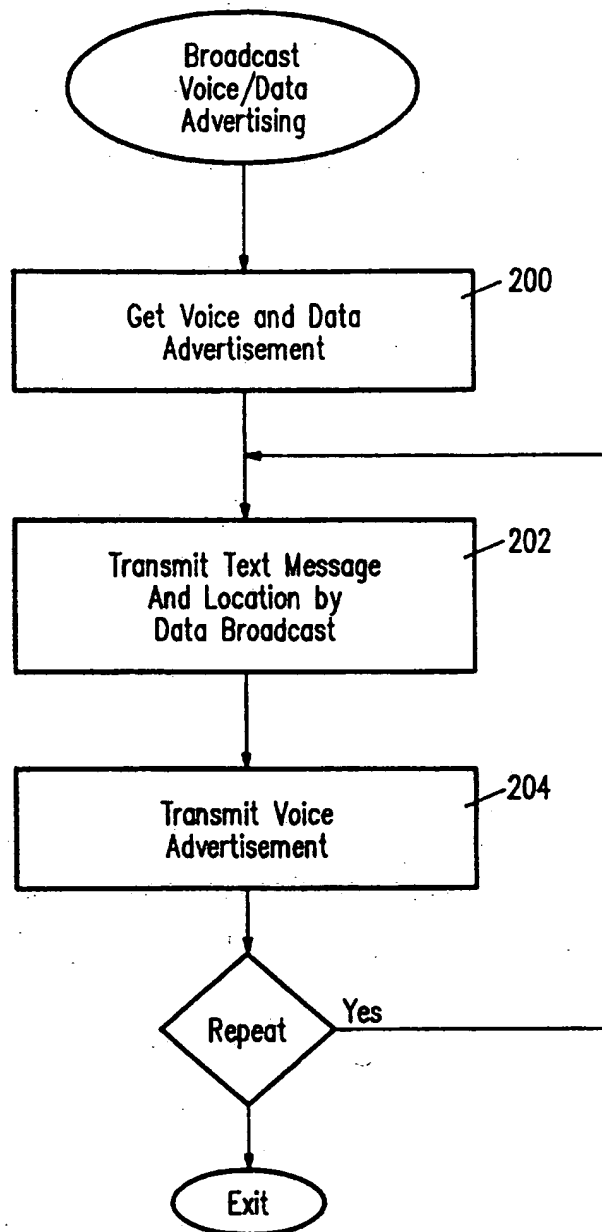 Broadcast
Voice/Data
Advertising
200
Get Voice and Data
Advertisement
202
Transmit Text Message
And Location by
Data Broadcast
204
Transmit Voice
Advertisement
Repeat
Yes
Exit